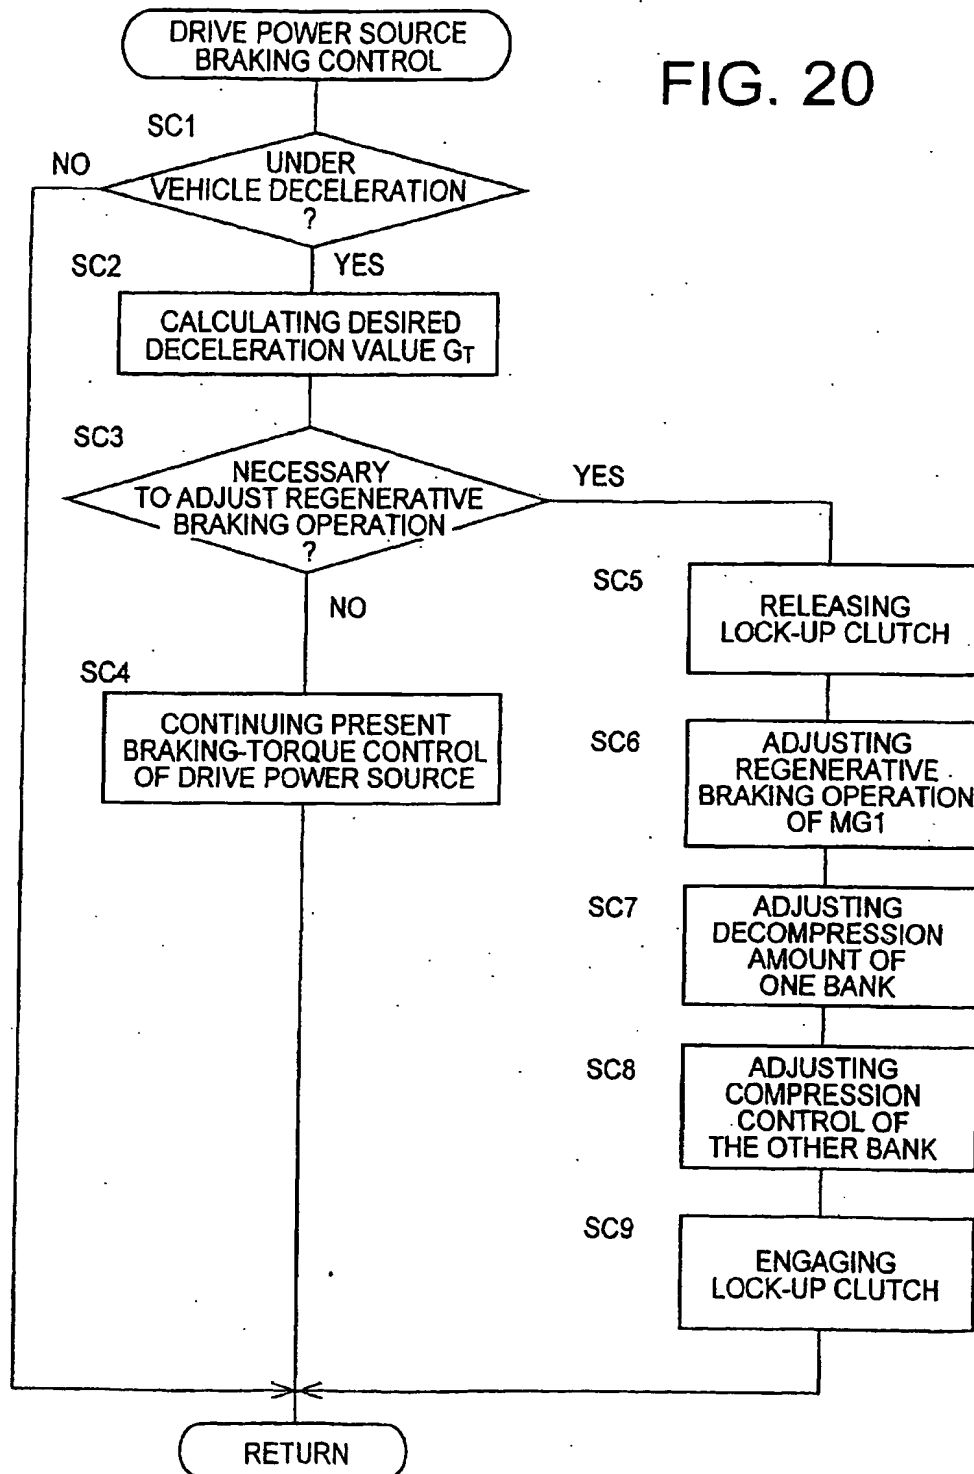 DRIVE POWER SOURCE
BRAKING CONTROL
FIG. 20
SC1
NO
UNDER
VEHICLE DECELERATION
?
SC2
YES
CALCULATING DESIRED
DECELERATION VALUE GT
SC3
NECESSARY
TO ADJUST REGENERATIVE
BRAKING OPERATION
?
YES
NO
SC4
CONTINUING PRESENT
BRAKING-TORQUE CONTROL
OF DRIVE POWER SOURCE
SC5
RELEASING
LOCK-UP CLUTCH
SC6
ADJUSTING
REGENERATIVE
BRAKING OPERATION
OF MG1
SC7
ADJUSTING
DECOMPRESSION
AMOUNT OF
ONE BANK
SC8
ADJUSTING
COMPRESSION
CONTROL OF
THE OTHER BANK
SC9
ENGAGING
LOCK-UP CLUTCH
RETURN